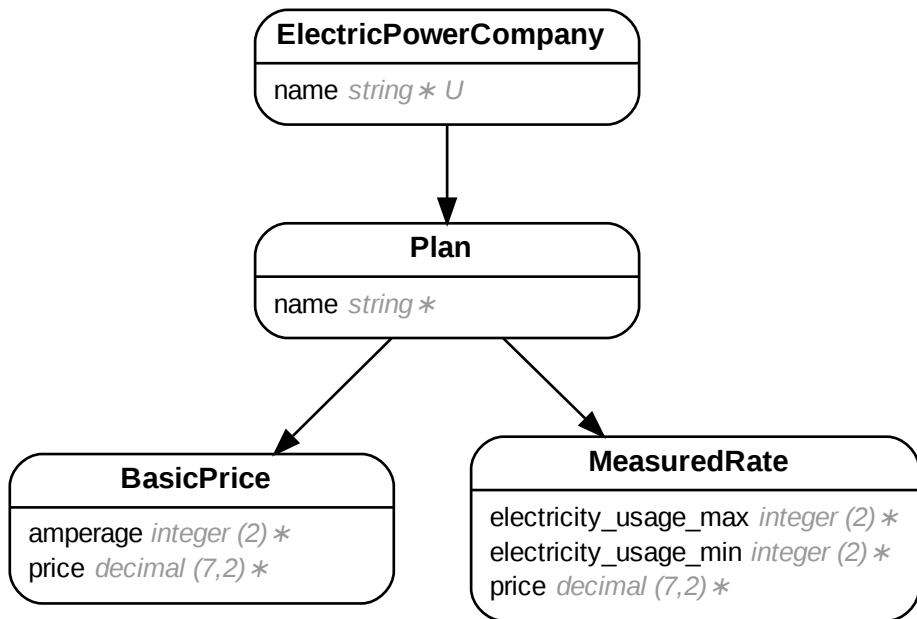 ElectricPowerCompany
name string∗ U
Plan
name string∗
BasicPrice
amerage integer (2)∗
price decimal (7,2)∗
MeasuredRate
electricity_usage_max integer (2)∗
electricity_usage_min integer (2)∗
price decimal (7,2)∗